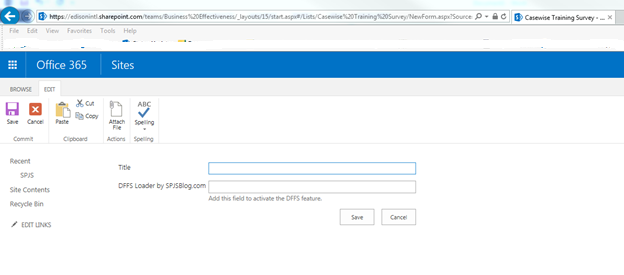 https://edisonintl.sharepoint.com/teams/Business%20Effectiveness/_layouts/15/start.aspx#/Lists/Casewise%20Training%20Survey/NewForm.aspx?Source
Casewise Training Survey - ...
File Edit View Favorites Tools Help
Office 365 Sites
BROWSE EDIT
ABC
Save Cancel Paste Cut Copy Attach File Spelling
Commit Clipboard Actions Spelling
Recent
SPJS
Site Contents
Recycle Bin
EDIT LINKS
Title
DFFS Loader by SPJSBlog.com
Add this field to activate the DFFS feature.
Save Cancel